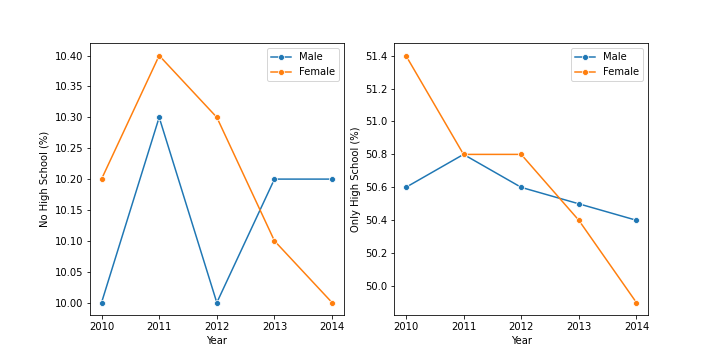 No High School (%)
10.40
10.35
10.30
10.25
10.20
10.15
10.10
10.05
10.00
Male
Female
2010 2011 2012 2013 2014
Year
Only High School (%)
51.4
51.2
51.0
50.8
50.6
50.4
50.2
50.0
Male
Female
2010 2011 2012 2013 2014
Year